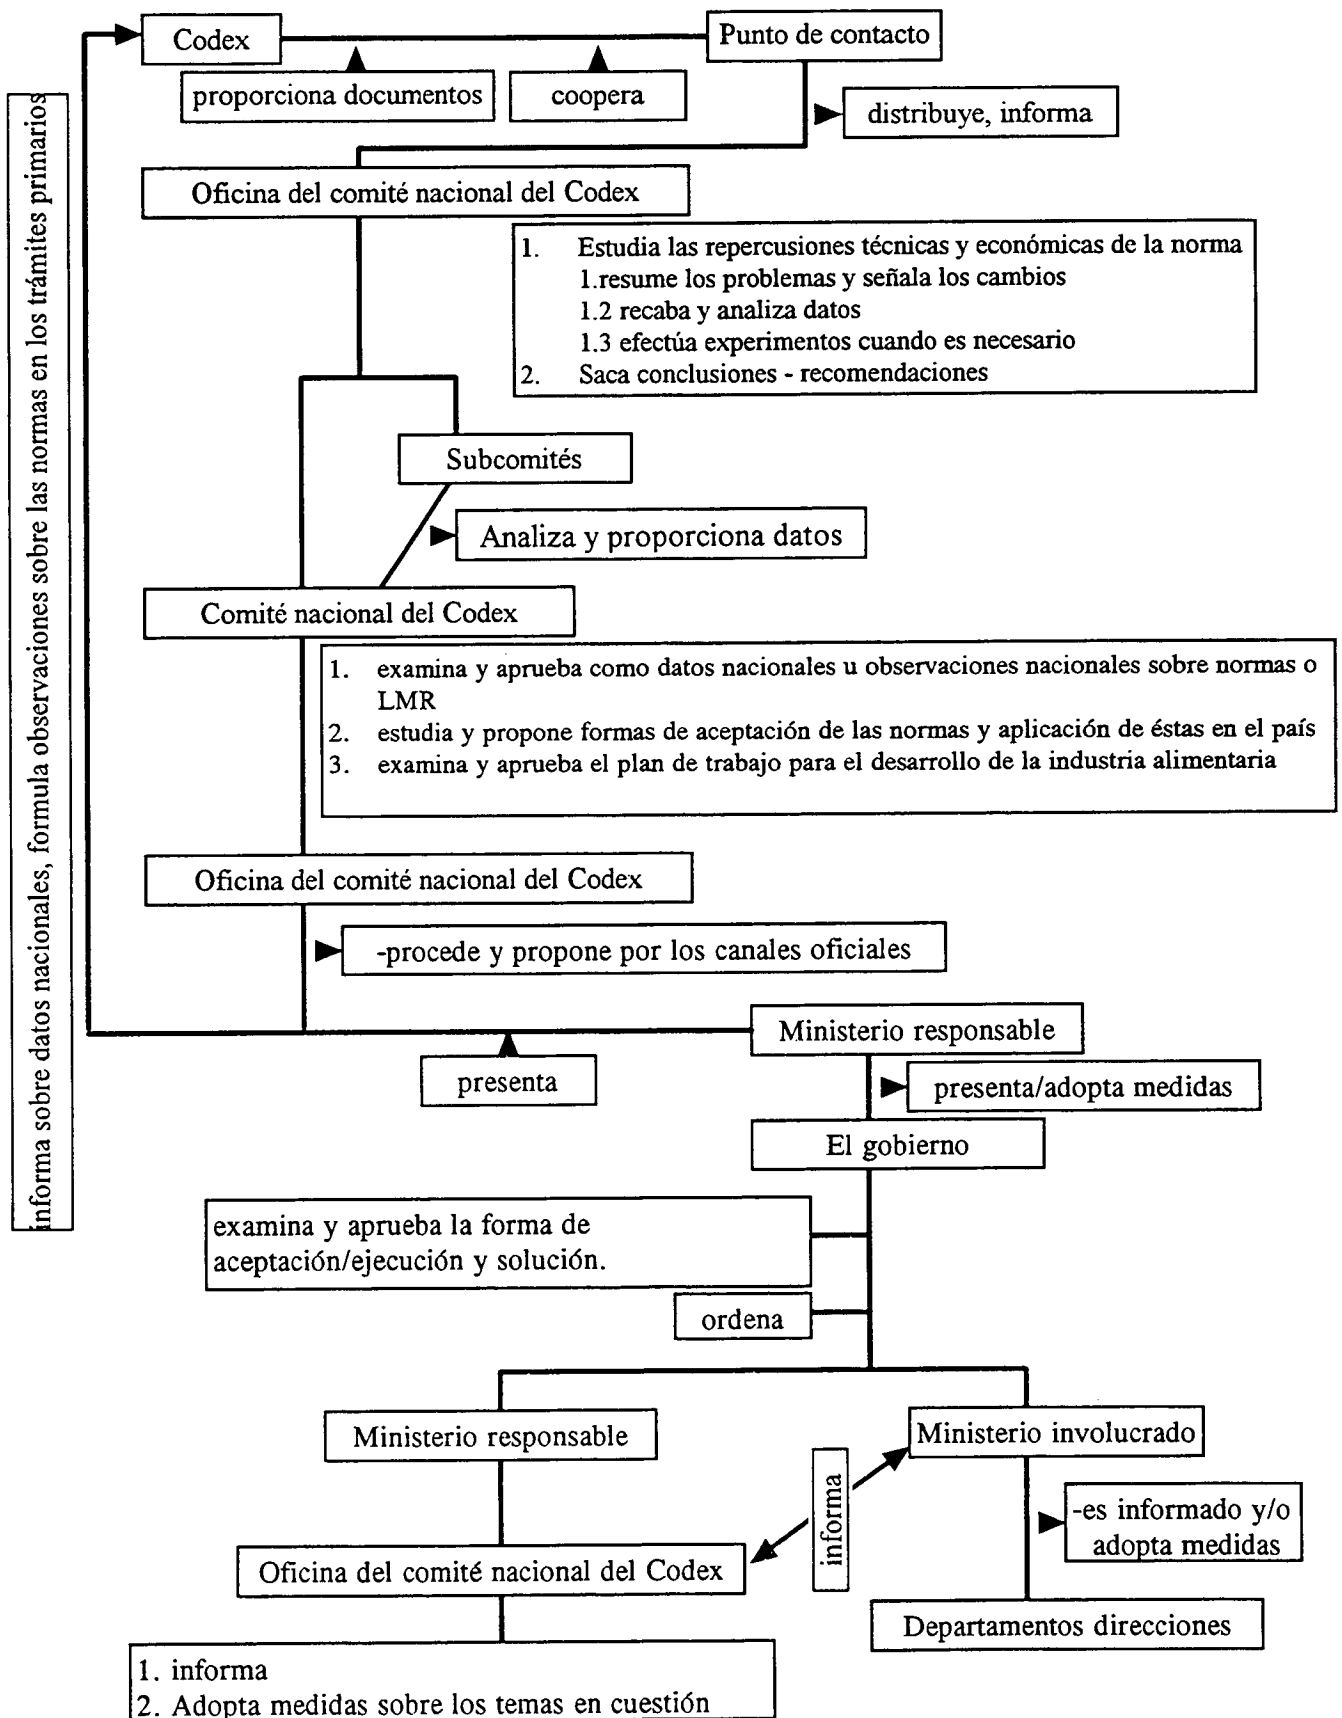 Codex
Punto de contacto
proporciona documentos
coopera
distribuye, informa
informa sobre datos nacionales, formula observaciones sobre las normas en los trámites primarios
Oficina del comité nacional del Codex
1. Estudia las repercusiones técnicas y económicas de la norma
1.resume los problemas y señala los cambios
1.2 recaba y analiza datos
1.3 efectúa experimentos cuando es necesario
2. Saca conclusiones - recomendaciones
Subcomités
Analiza y proporciona datos
Comité nacional del Codex
1. examina y aprueba como datos nacionales u observaciones nacionales sobre normas o
LMR
2. estudia y propone formas de aceptación de las normas y aplicación de éstas en el país
3. examina y aprueba el plan de trabajo para el desarrollo de la industria alimentaria
Oficina del comité nacional del Codex
-procede y propone por los canales oficiales
Ministerio responsable
presenta
presenta/adopta medidas
El gobierno
examina y aprueba la forma de
aceptación/ejecución y solución.
ordena
Ministerio responsable
Ministerio involucrado
informa
-es informado y/o
adopta medidas
Oficina del comité nacional del Codex
Departamentos direcciones
1. informa
2. Adopta medidas sobre los temas en cuestión